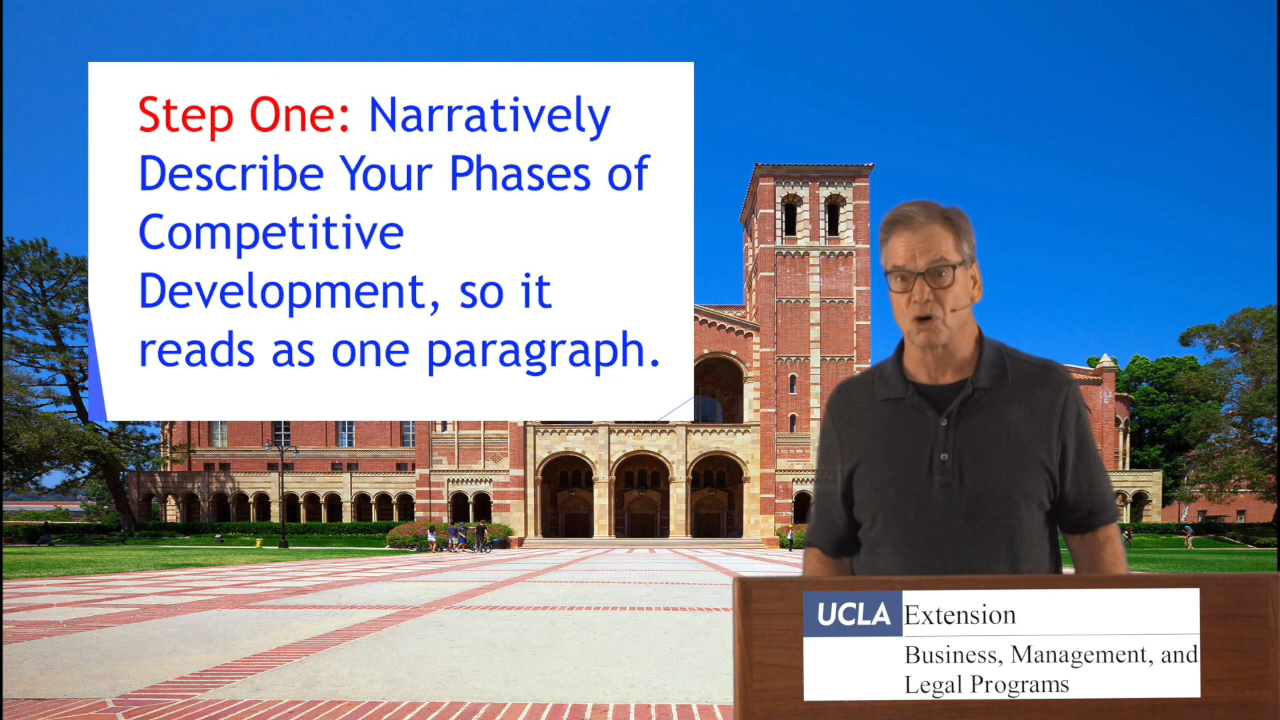 Step One: Narratively
Describe Your Phases of
Competitive
Development, so it
reads as one paragraph.
UCLA Extension
Business, Management, and
Legal Programs